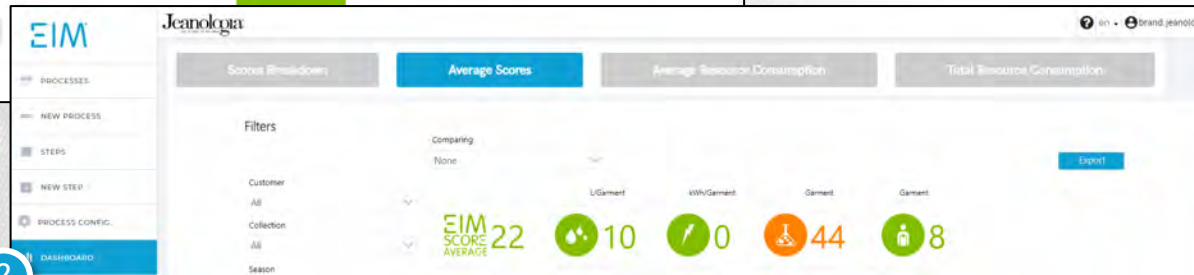 EIM
Jeanologia
en
brand.jeanolo
Scores Breakdown
Average Scores
Average Resource Consumption
Total Resource Consumption
PROCESSES
NEW PROCESS
STEPS
NEW STEP
PROCESS CONFIG.
DASHBOARD
2
Filters
Comparing
None
Export
Customer
All
Collection
All
Season
L/Garment
kWh/Garment
Garment
Garment
EIM
SCORE
AVERAGE
22
10
0
44
8